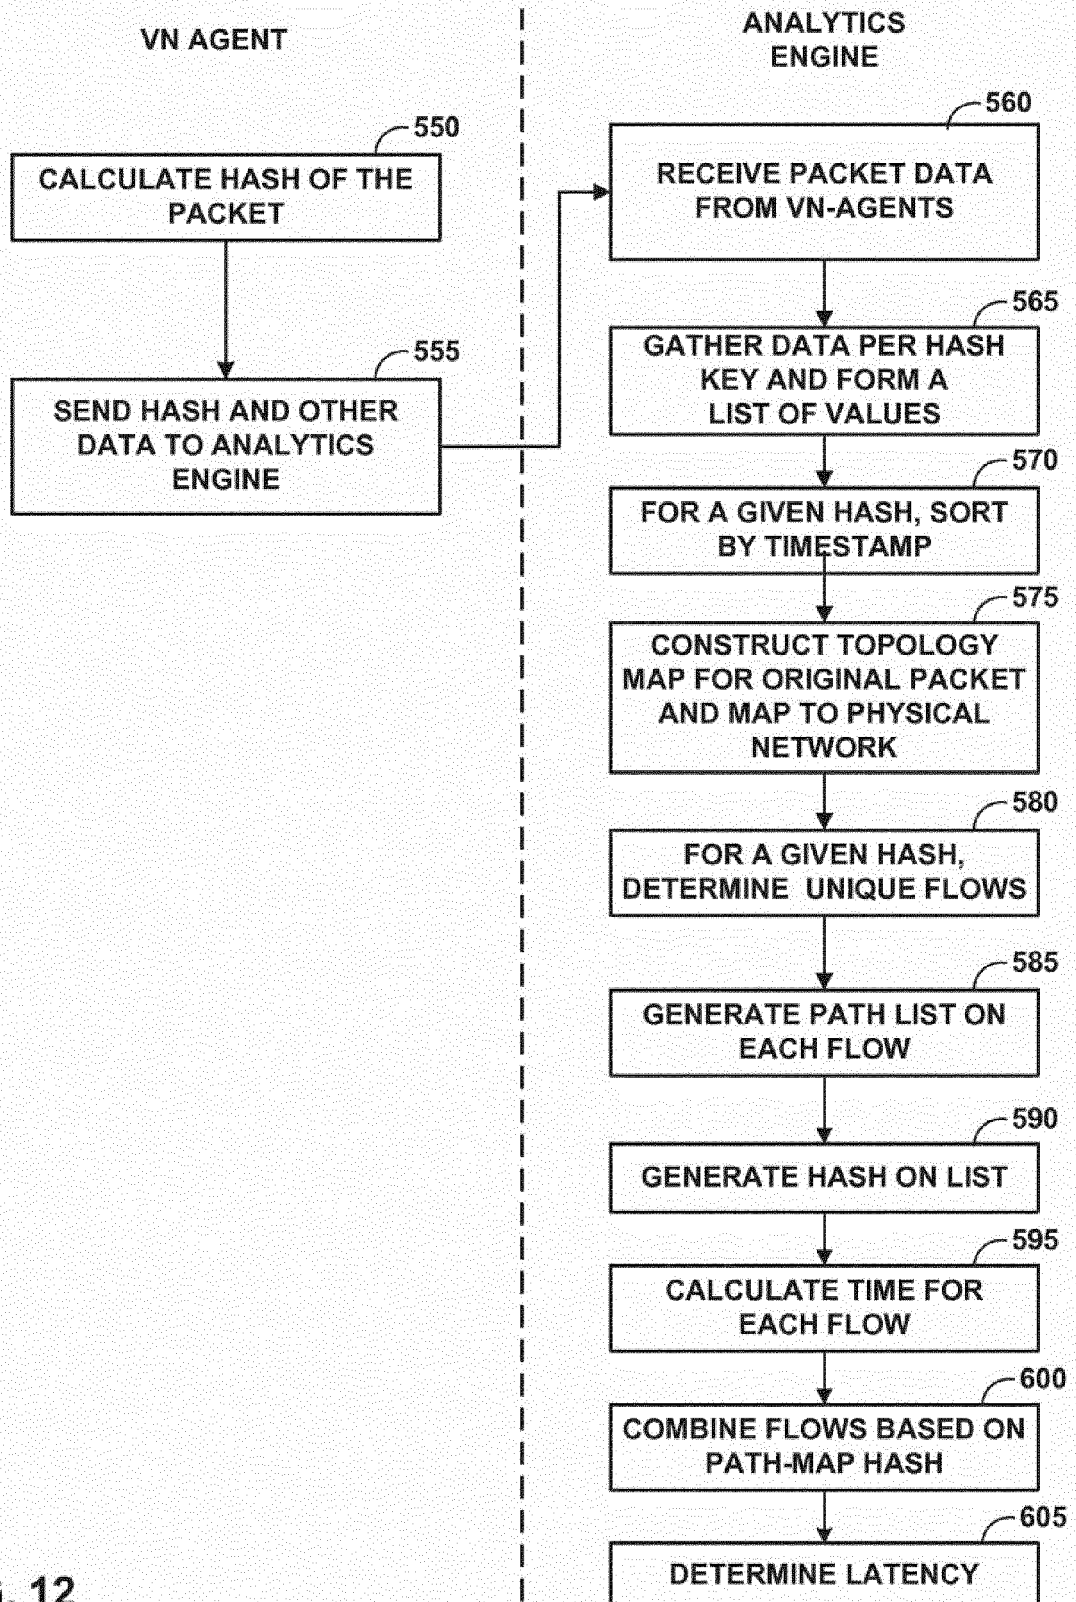 VN AGENT
550
CALCULATE HASH OF THE
PACKET
555
SEND HASH AND OTHER
DATA TO ANALYTICS
ENGINE
ANALYTICS
ENGINE
560
RECEIVE PACKET DATA
FROM VN-AGENTS
565
GATHER DATA PER HASH
KEY AND FORM A
LIST OF VALUES
570
FOR A GIVEN HASH, SORT
BY TIMESTAMP
575
CONSTRUCT TOPOLOGY
MAP FOR ORIGINAL PACKET
AND MAP TO PHYSICAL
NETWORK
580
FOR A GIVEN HASH,
DETERMINE UNIQUE FLOWS
585
GENERATE PATH LIST ON
EACH FLOW
590
GENERATE HASH ON LIST
595
CALCULATE TIME FOR
EACH FLOW
600
COMBINE FLOWS BASED ON
PATH-MAP HASH
605
DETERMINE LATENCY
12